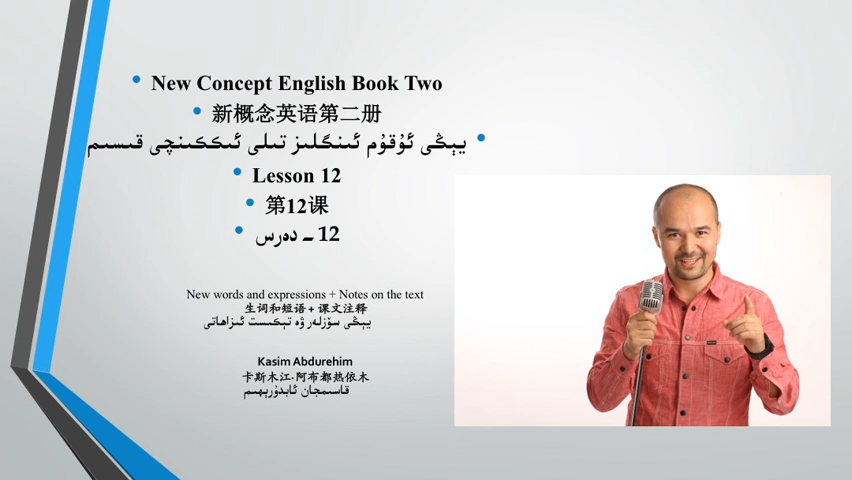 New Concept English Book Two
新概念英语第二册
يېڭى ئۇقۇم ئىنگلىز تىلى ئىككىنچى قىسىم
Lesson 12
第12课
12 ـ دەرس
New words and expressions + Notes on the text
生词和短语 + 课文注释
يېڭى سۆزلەر ۋە تېكىست ئىزاھاتى
Kasim Abdurehim
卡斯木江·阿布都热依木
قاسىمجان ئابدۇرېھىم